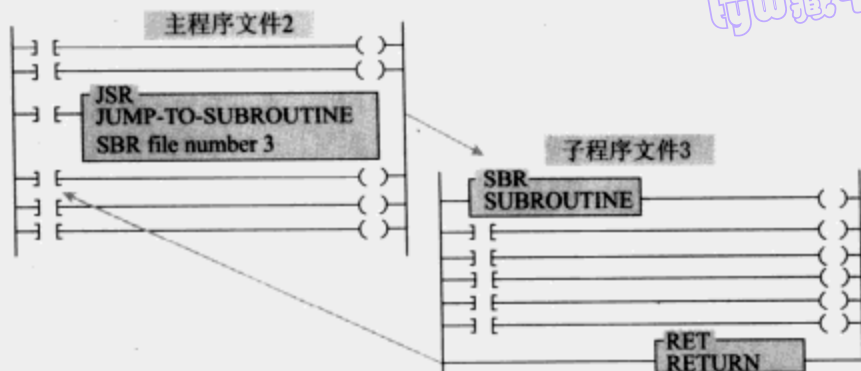 主程序文件2
JSR
JUMP-TO-SUBROUTINE
SBR file number 3
子程序文件3
SBR
SUBROUTINE
RET
RETURN